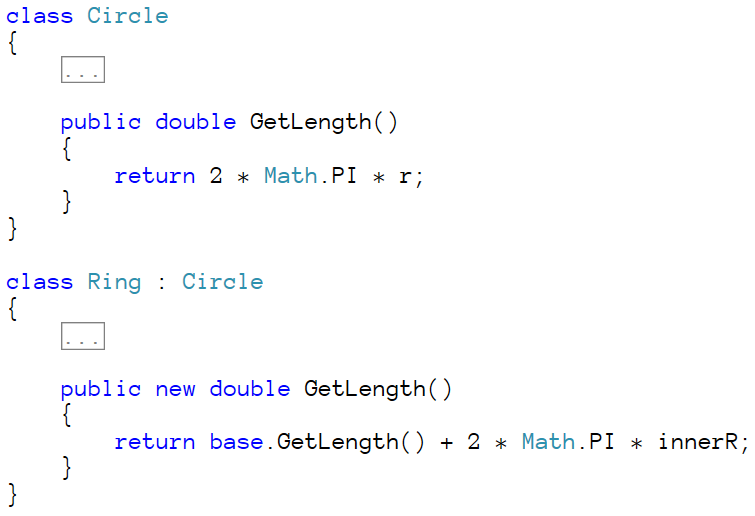 class Circle
{
...
public double GetLength()
{
return 2 * Math.PI * r;
}
}
class Ring : Circle
{
...
public new double GetLength()
{
return base.GetLength() + 2 * Math.PI * innerR;
}
}